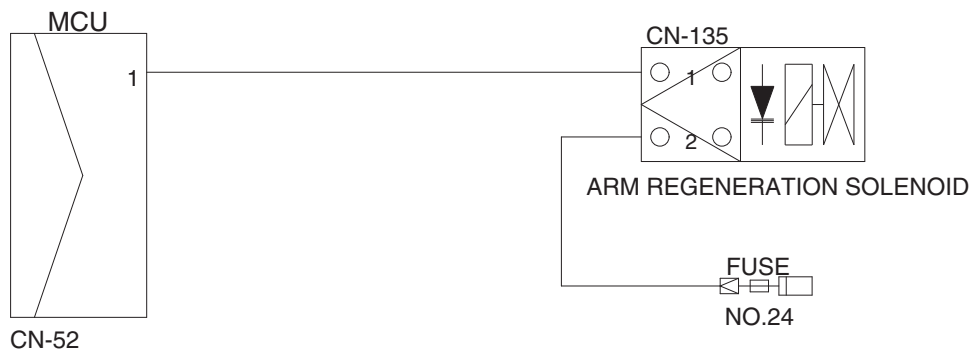 MCU
CN-135
1
1
2
ARM REGENERATION SOLENOID
FUSE
NO.24
CN-52